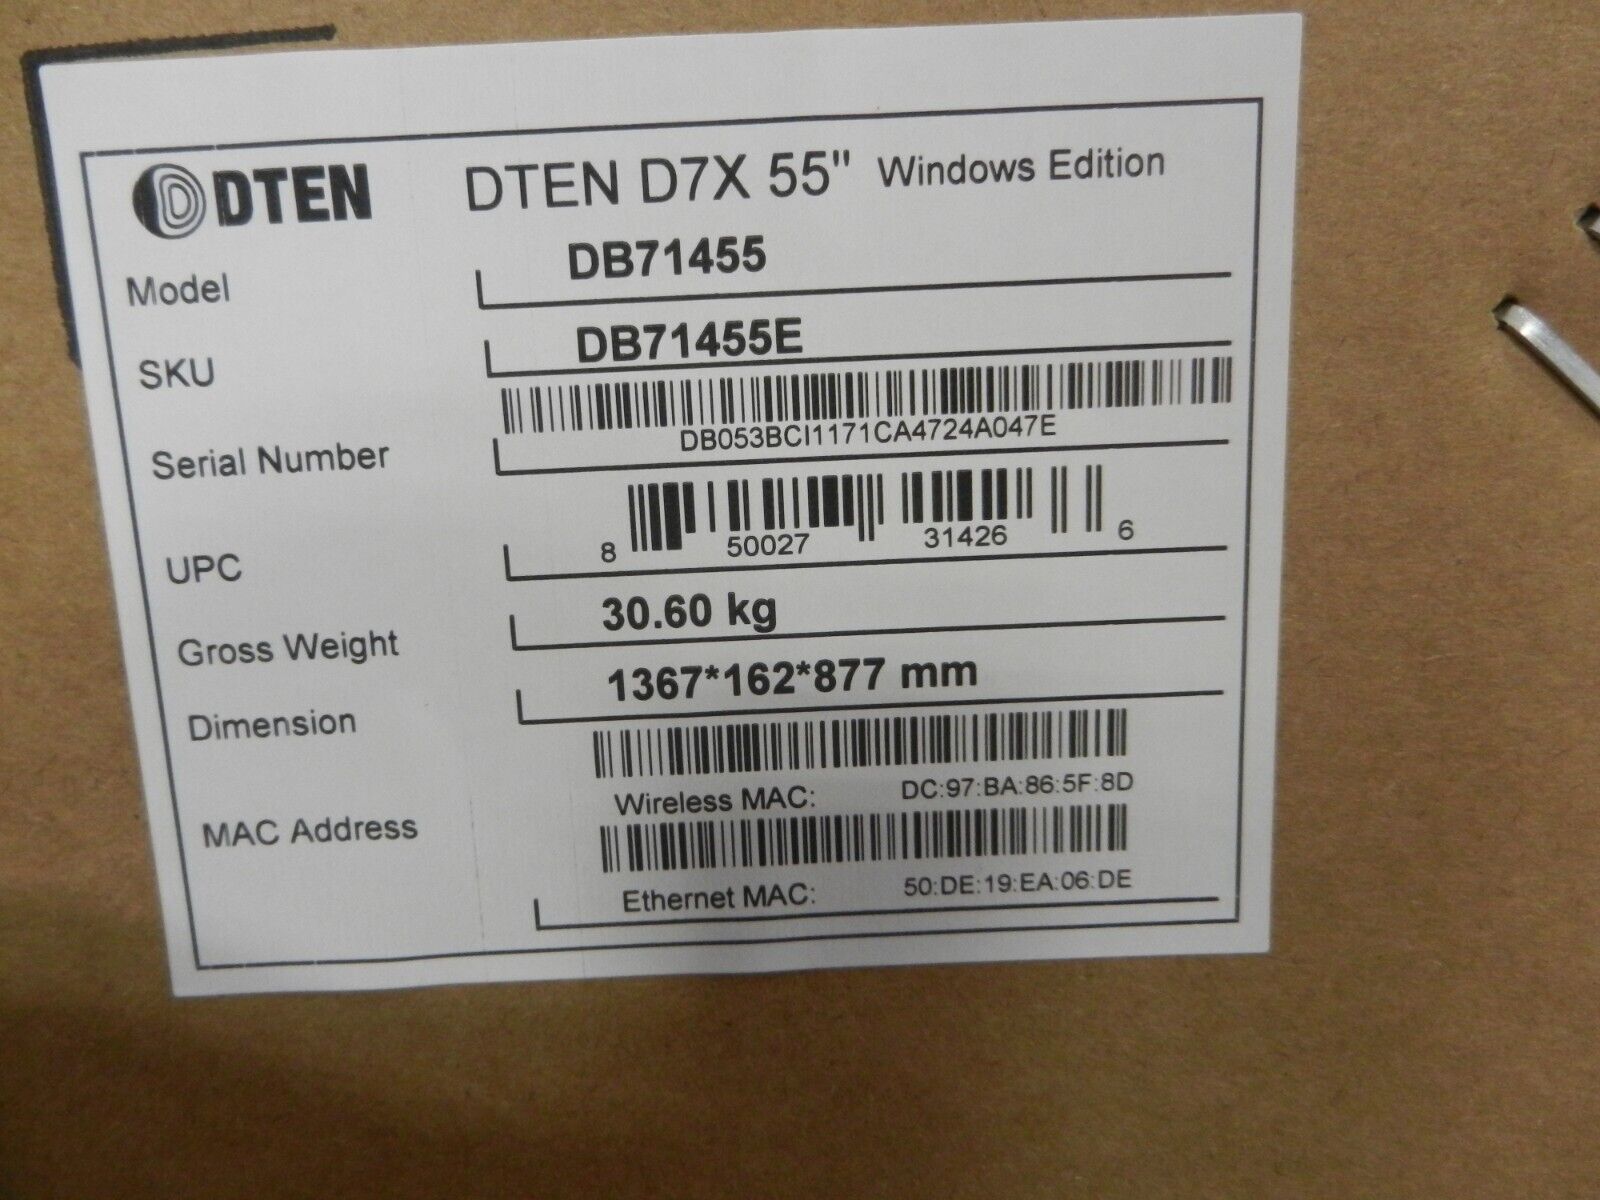 DTEN DTEN D7X 55" Windows Edition
Model DB71455
SKU DB71455E
Serial Number DB053BCI1171CA4724A047E
UPC 8 50027 31426 6
Gross Weight 30.60 kg
Dimension 1367*162*877 mm
MAC Address
Wireless MAC: DC:97:BA:86:5F:8D
Ethernet MAC: 50:DE:19:EA:06:DE